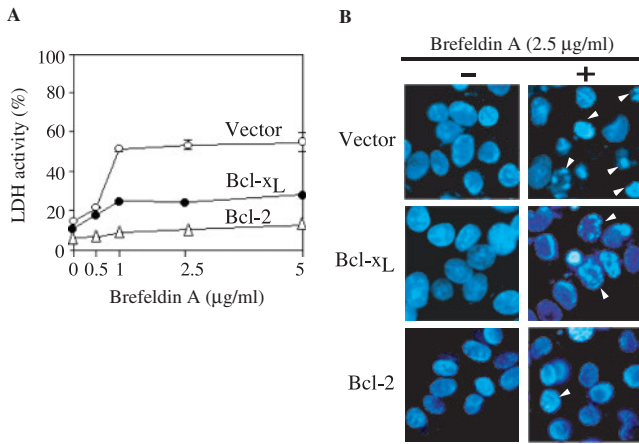 A
LDH activity (%)
100
80
60
40
20
0
Vector
Bcl-xL
Bcl-2
0 0.5 1 2.5 5
Brefeldin A (μg/ml)
B
Brefeldin A (2.5 μg/ml)
− +
Vector
Bcl-xL
Bcl-2